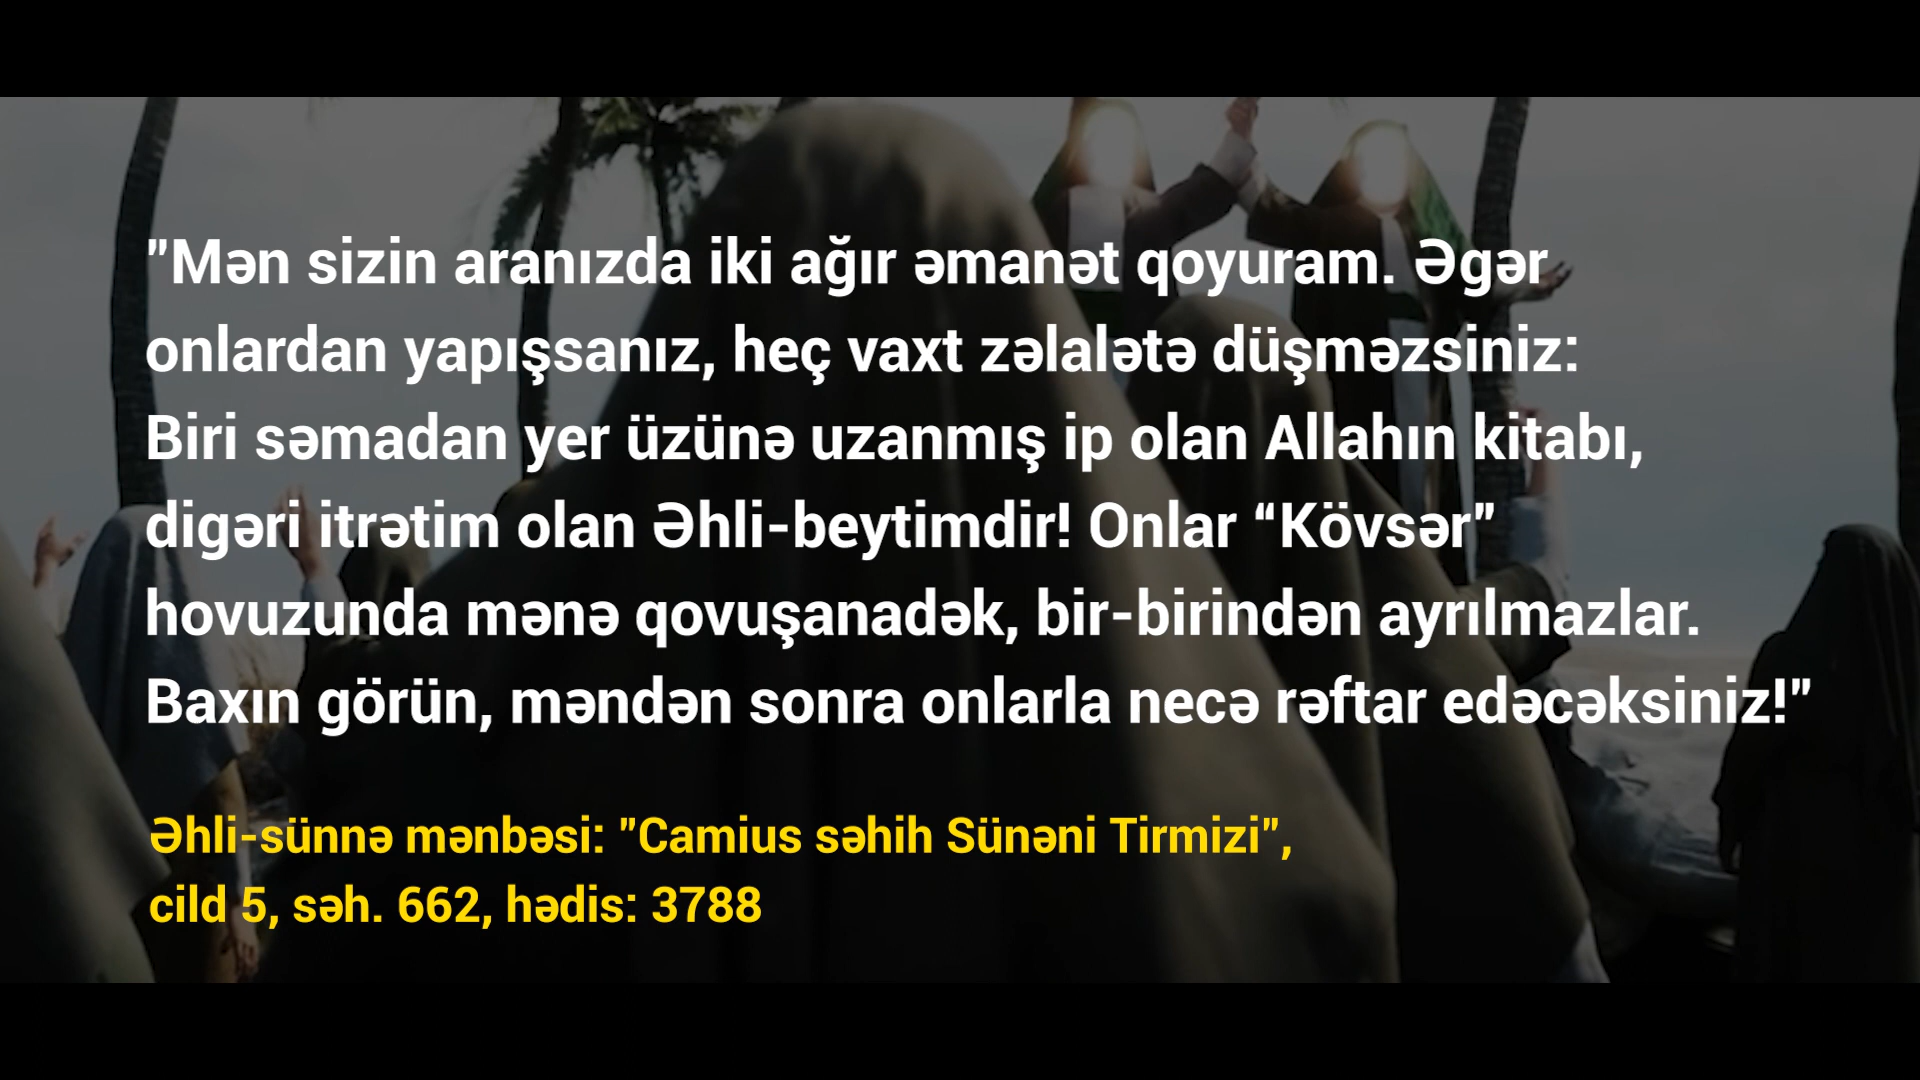 "Mən sizin aranızda iki ağır əmanət qoyuram. Əgər
onlardan yapışsanız, heç vaxt zəlalətə düşməzsiniz:
Biri səmadan yer üzünə uzanmış ip olan Allahın kitabı,
digəri itrətim olan Əhli-beytimdir! Onlar “Kövsər"
hovuzunda mənə qovuşanadək, bir-birindən ayrılmazlar.
Baxın görün, məndən sonra onlarla necə rəftar edəcəksiniz!"
Əhli-sünnə mənbəsi: "Camius səhih Sünəni Tirmizi",
cild 5, səh. 662, hədis: 3788